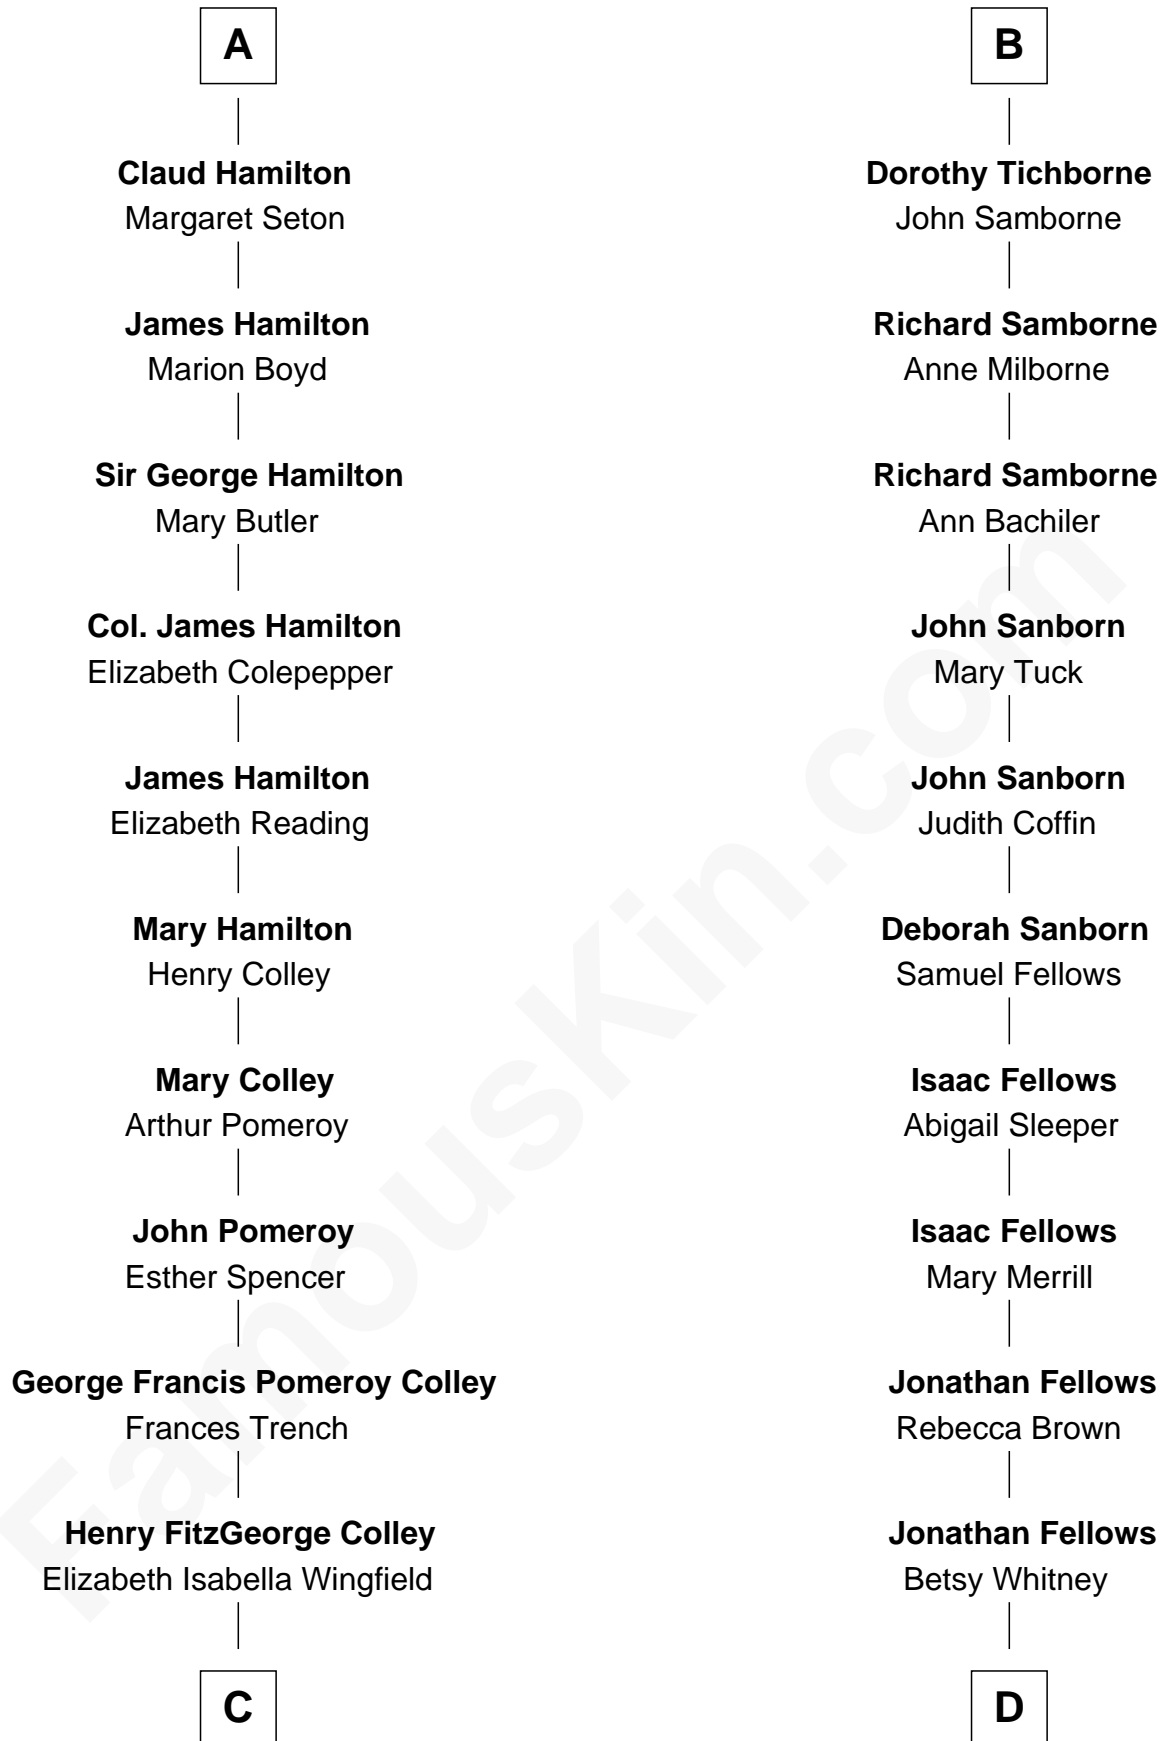 A
Claud Hamilton
Margaret Seton
James Hamilton
Marion Boyd
Sir George Hamilton
Mary Butler
Col. James Hamilton
Elizabeth Colepepper
James Hamilton
Elizabeth Reading
Mary Hamilton
Henry Colley
Mary Colley
Arthur Pomeroy
John Pomeroy
Esther Spencer
George Francis Pomeroy Colley
Frances Trench
Henry FitzGeorge Colley
Elizabeth Isabella Wingfield
C
B
Dorothy Tichborne
John Samborne
Richard Samborne
Anne Milborne
Richard Samborne
Ann Bachiler
John Sanborn
Mary Tuck
John Sanborn
Judith Coffin
Deborah Sanborn
Samuel Fellows
Isaac Fellows
Abigail Sleeper
Isaac Fellows
Mary Merrill
Jonathan Fellows
Rebecca Brown
Jonathan Fellows
Betsy Whitney
D
FamousKin.com